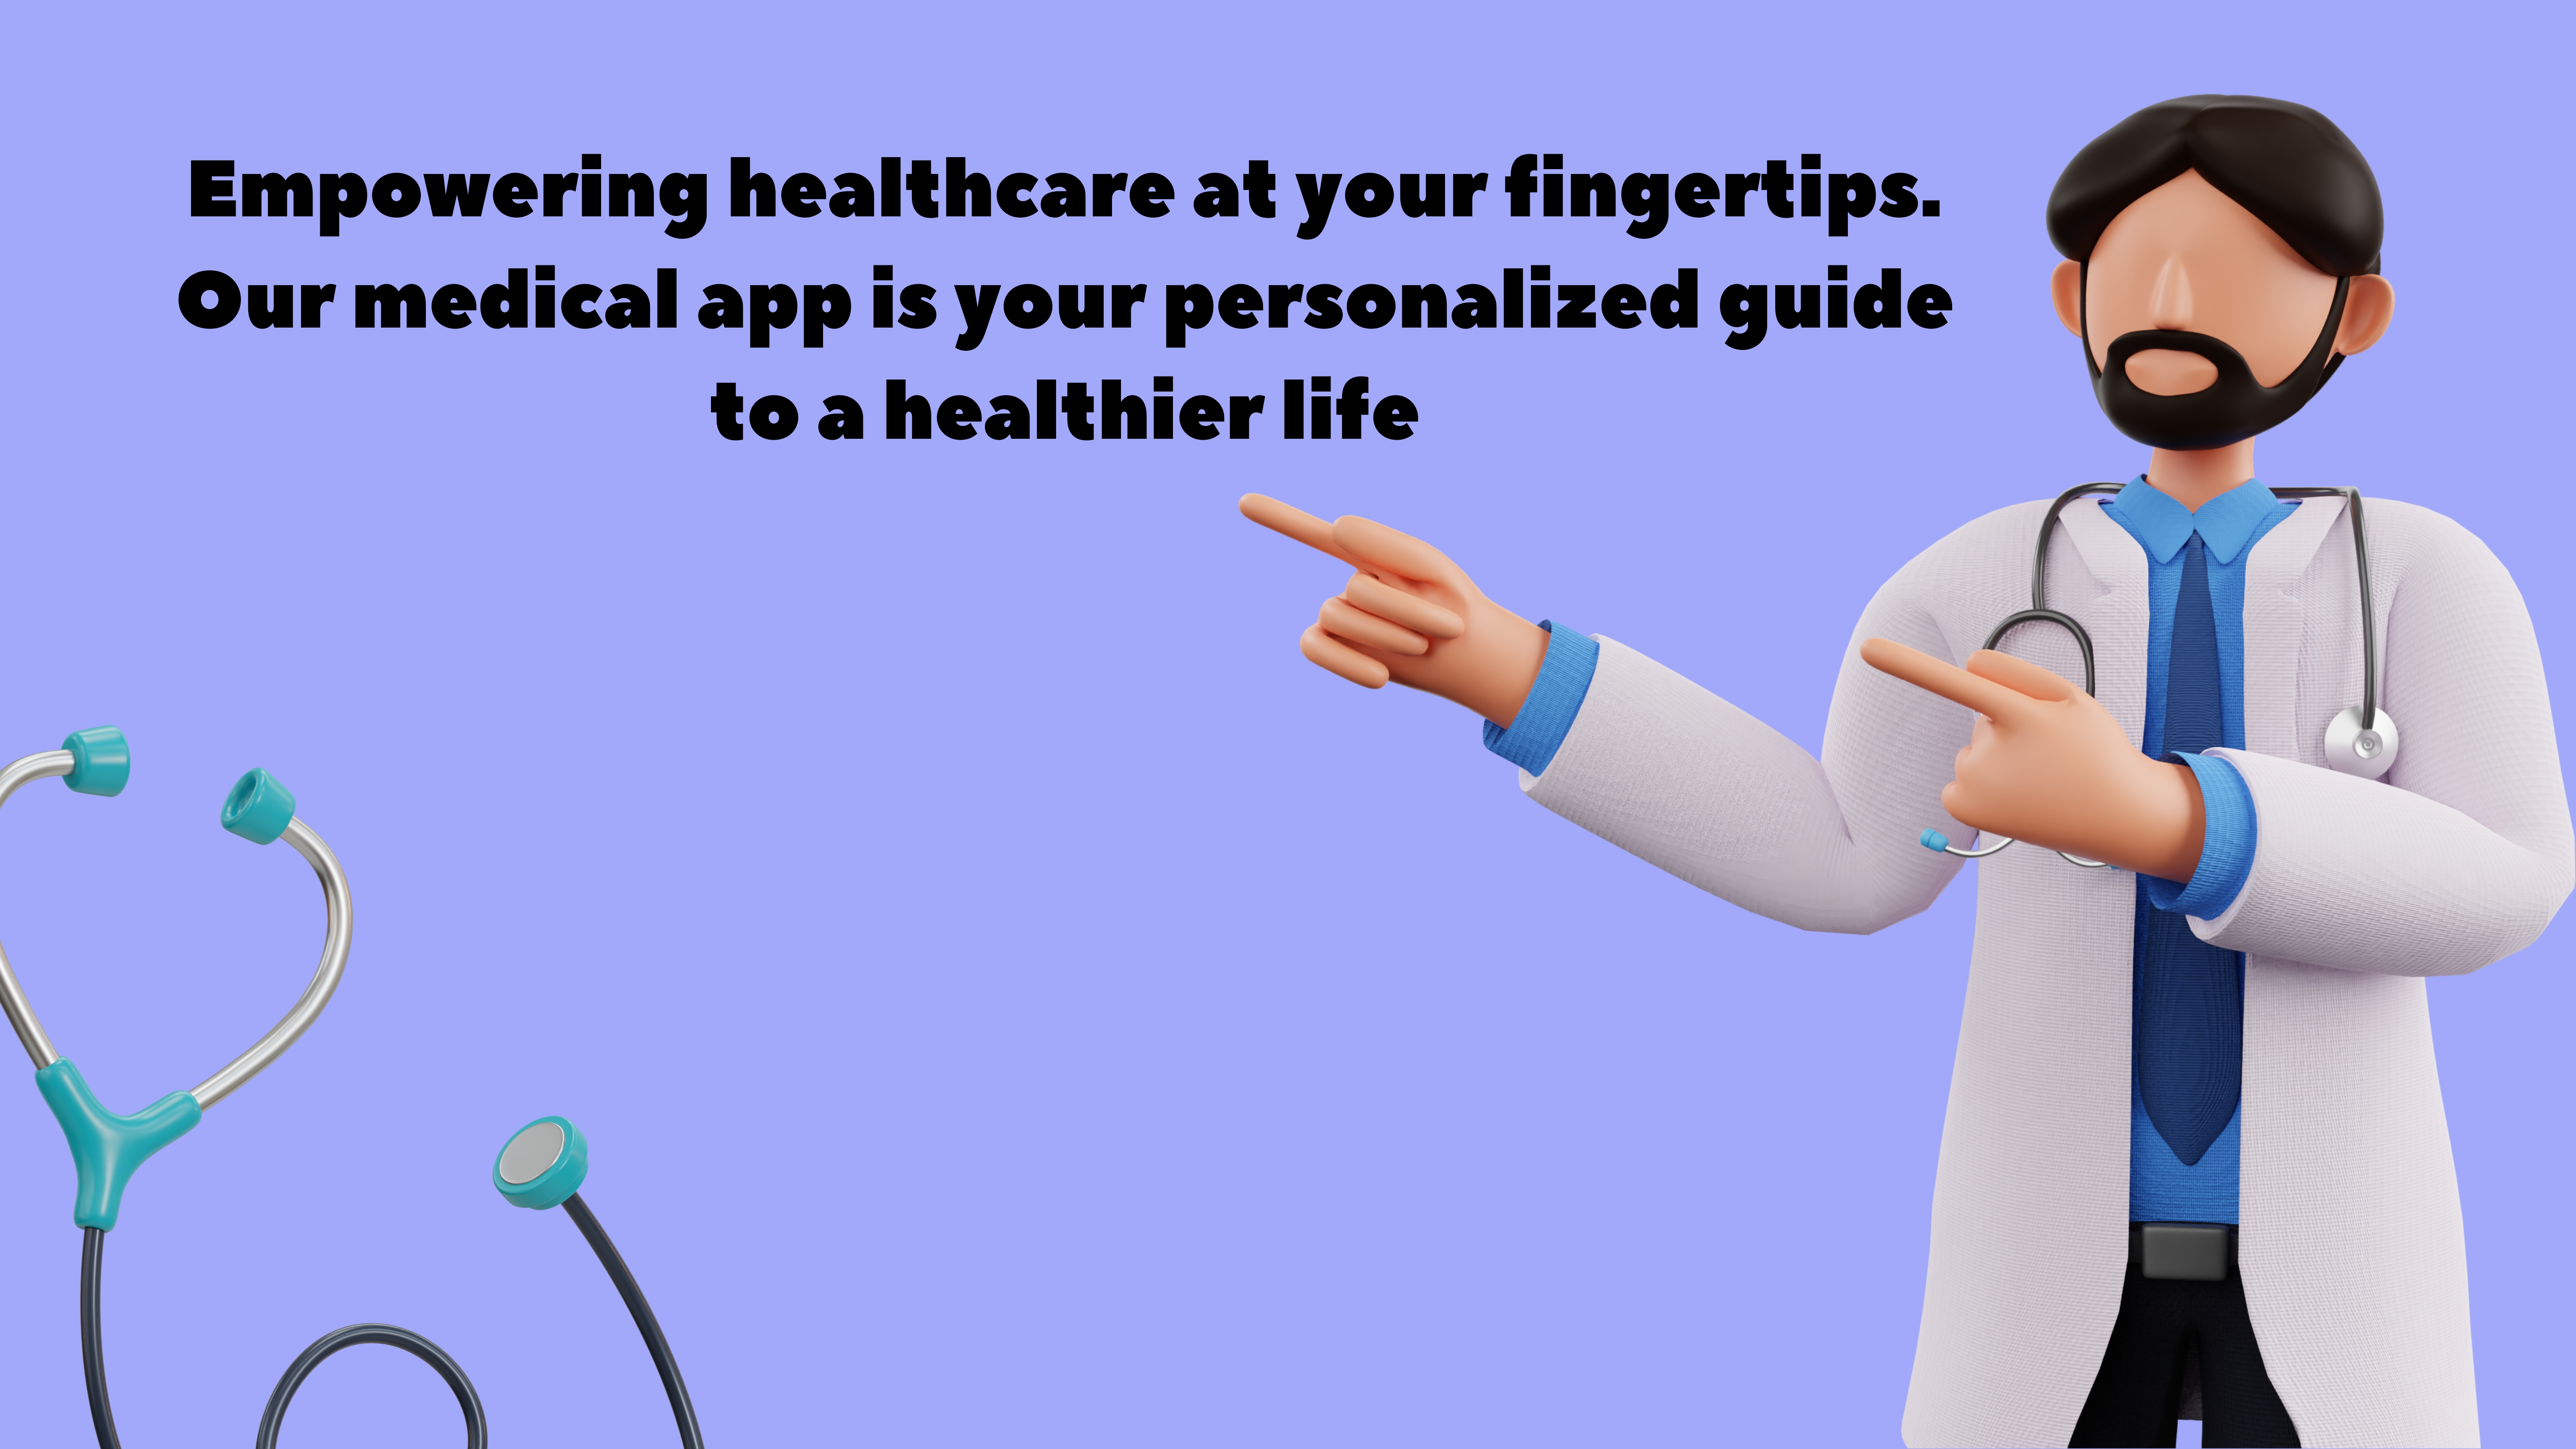 Empowering healthcare at your fingertips.
Our medical app is your personalized guide
to a healthier life